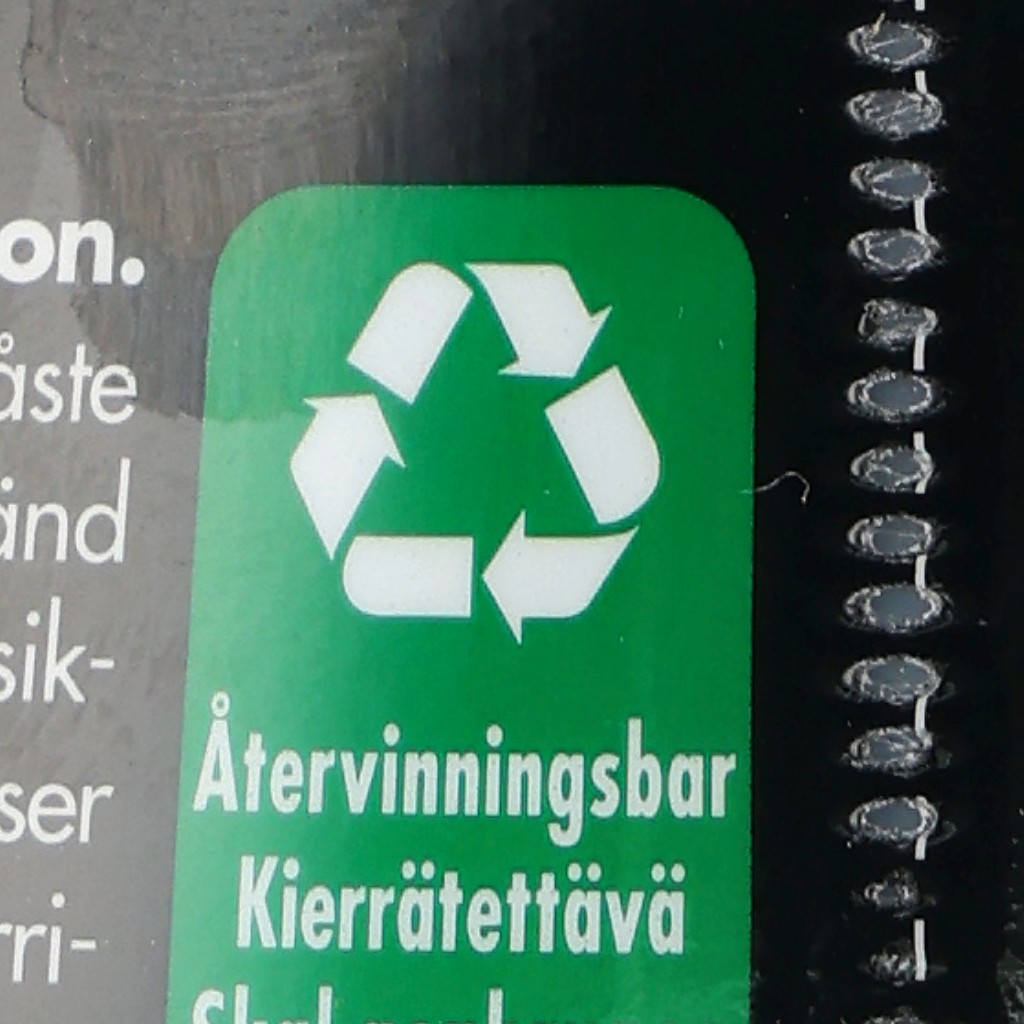 on.
åste
änd
sik-
ser
rri-
Återvinningsbar
Kierrätettävä